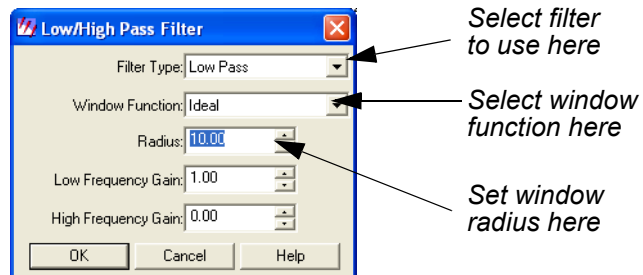 Low/High Pass Filter
Filter Type: Low Pass
Window Function: Ideal
Radius: 10.00
Low Frequency Gain: 1.00
High Frequency Gain: 0.00
OK Cancel Help
Select filter
to use here
Select window
function here
Set window
radius here